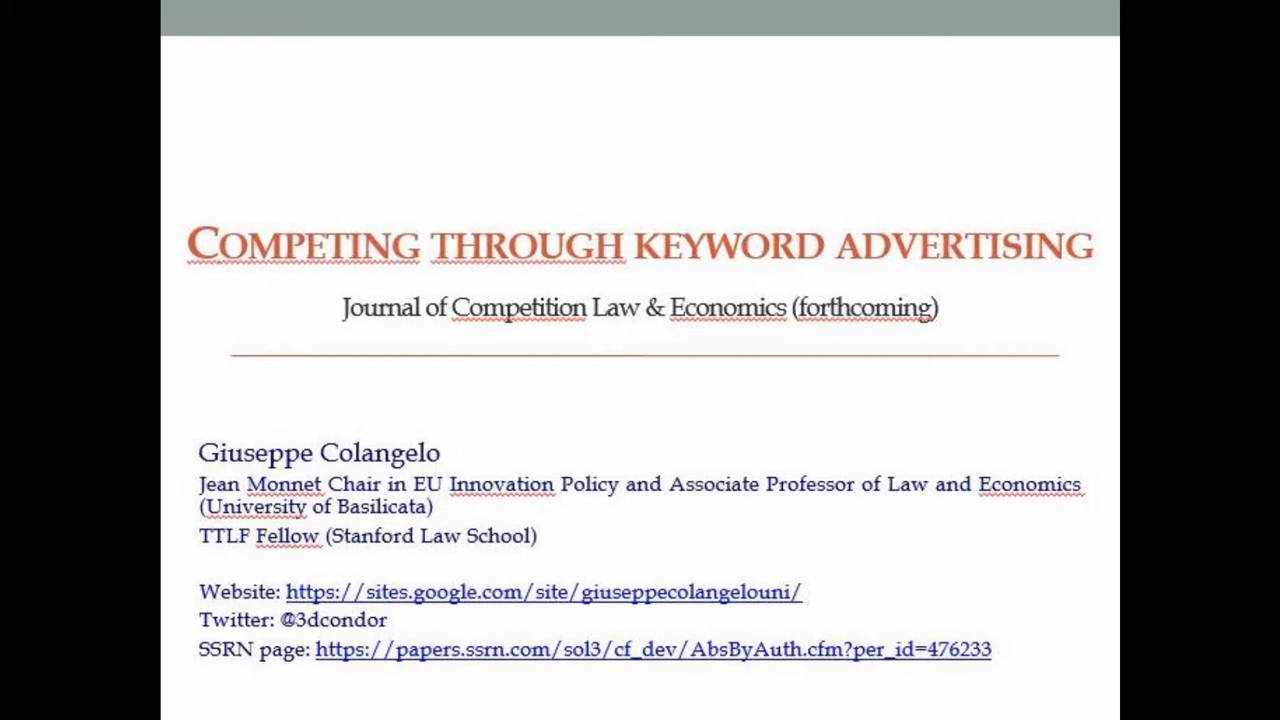 COMPETING THROUGH KEYWORD ADVERTISING
Journal of Competition Law & Economics (forthcoming)
Giuseppe Colangelo
Jean Monnet Chair in EU Innovation Policy and Associate Professor of Law and Economics
(University of Basilicata)
TTLF Fellow (Stanford Law School)
Website: https://sites.google.com/site/giuseppecolangelouni/
Twitter: @3dcondor
SSRN page: https://papers.ssrn.com/sol3/cf_dev/AbsByAuth.cfm?per_id=476233